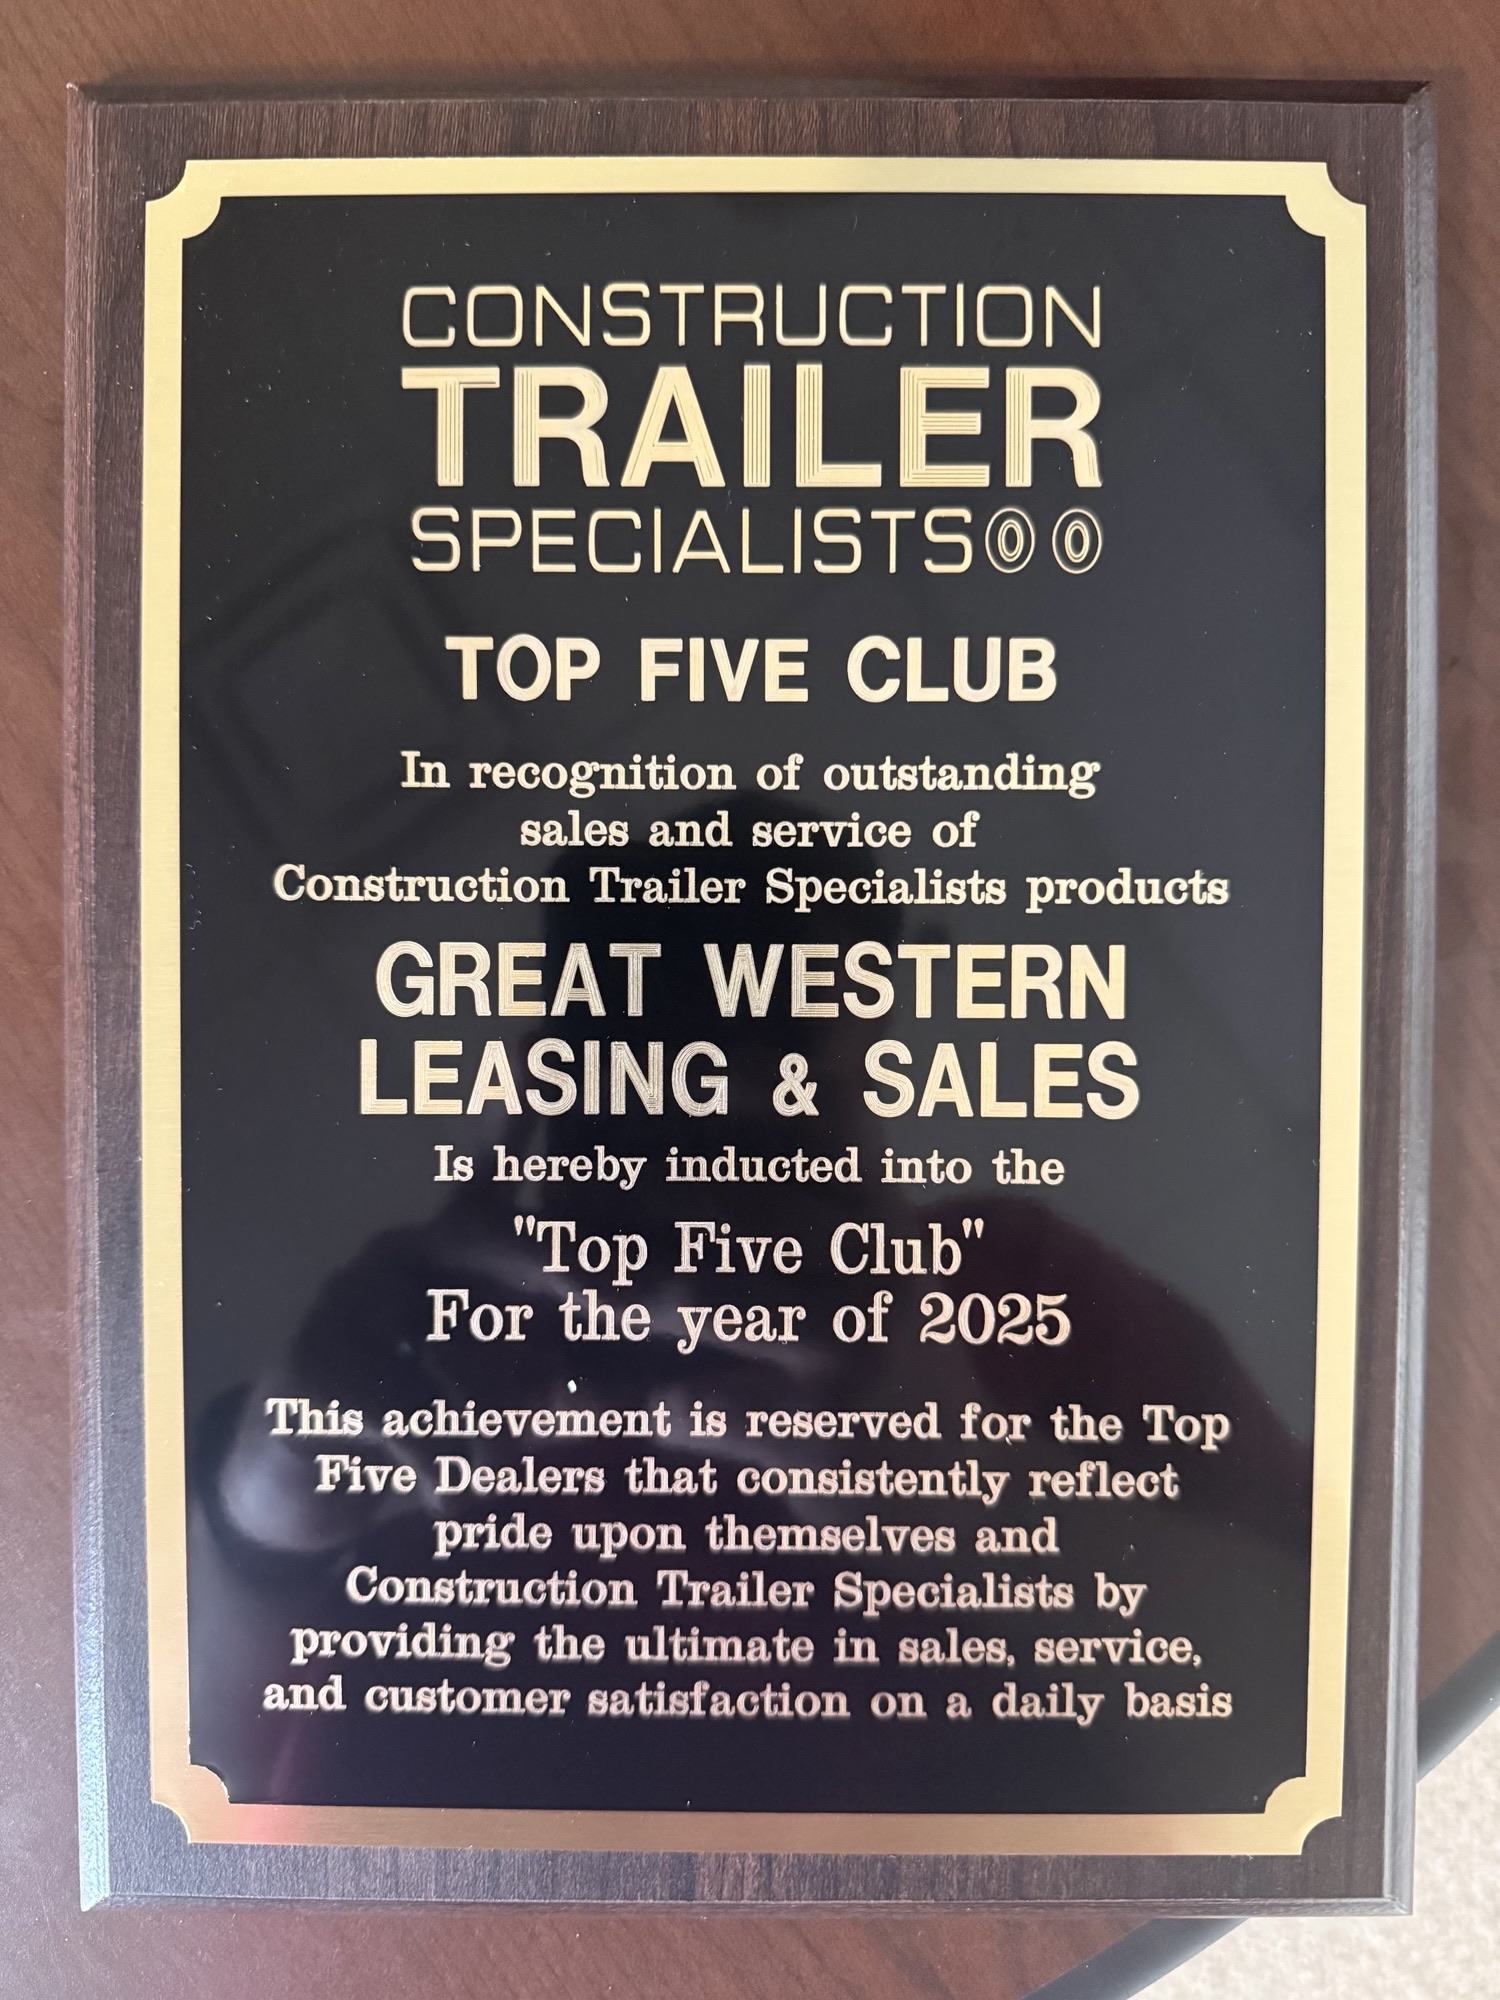 CONSTRUCTION
TRAILER
SPECIALISTS
TOP FIVE CLUB
In recognition of outstanding
sales and service of
Construction Trailer Specialists products
GREAT WESTERN
LEASING & SALES
Is hereby inducted into the
"Top Five Club"
For the year of 2025
This achievement is reserved for the Top
Five Dealers that consistently reflect
pride upon themselves and
Construction Trailer Specialists by
providing the ultimate in sales, service,
and customer satisfaction on a daily basis